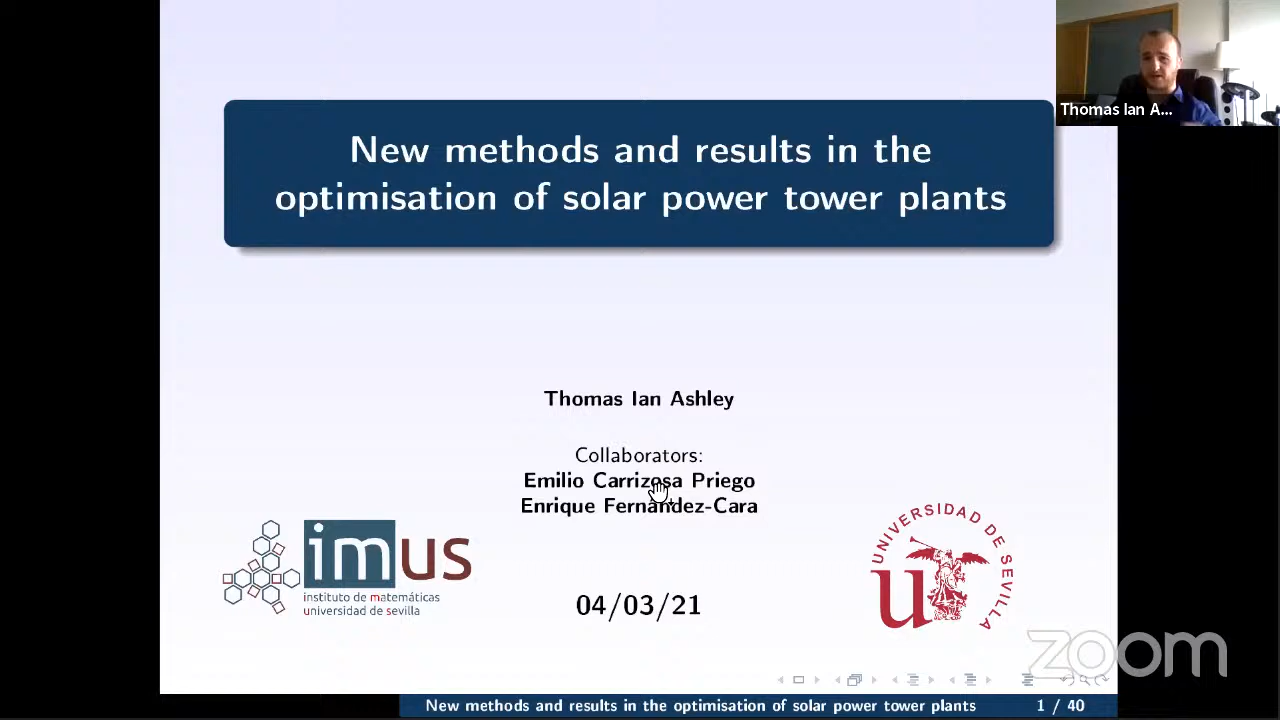 New methods and results in the
optimisation of solar power tower plants
Thomas Ian A...
Thomas Ian Ashley
Collaborators:
Emilio Carrizosa Priego
Enrique Fernández-Cara
imus
instituto de matemáticas
universidad de sevilla
04/03/21
UNIVERSIDAD DE SEVILLA
u
zoom
New methods and results in the optimisation of solar power tower plants
1 / 40